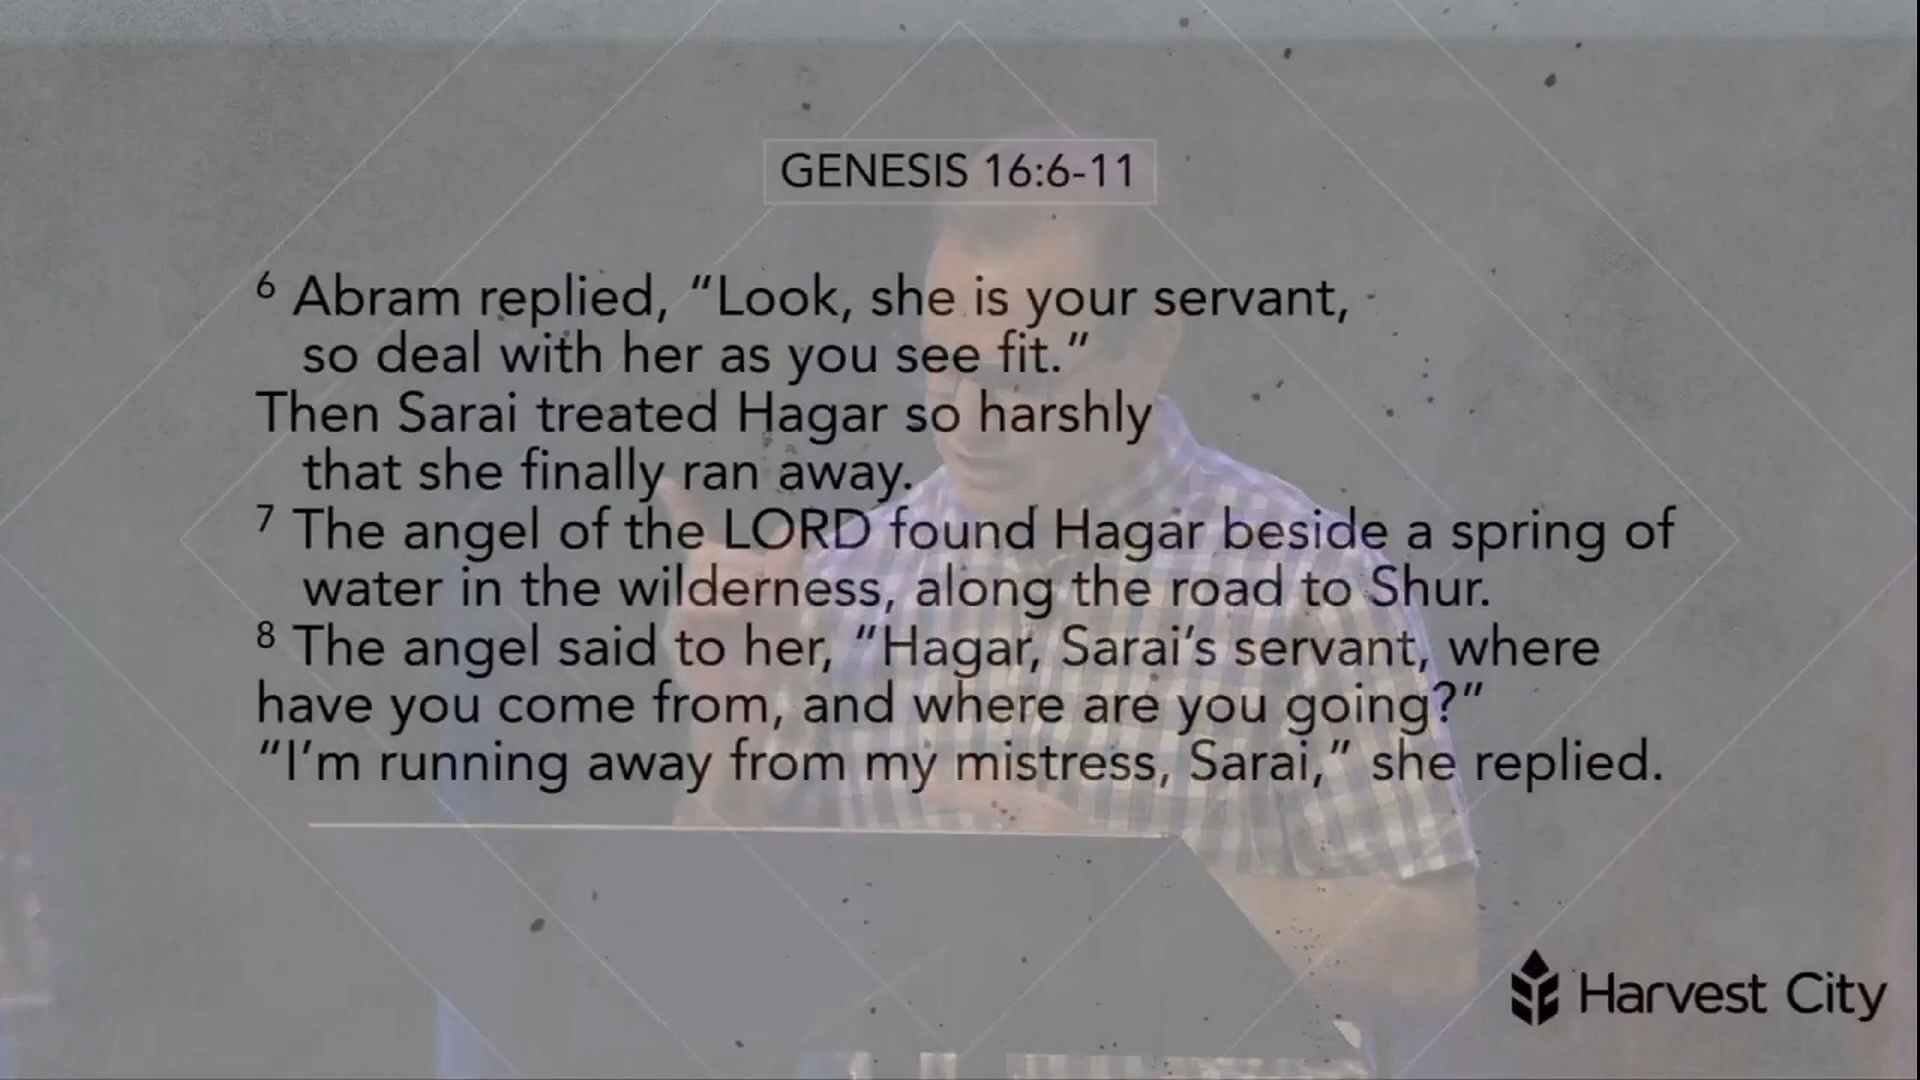 GENESIS 16:6-11
6 Abram replied, “Look, she is your servant,
so deal with her as you see fit.”
Then Sarai treated Hagar so harshly
that she finally ran away.
7 The angel of the LORD found Hagar beside a spring of
water in the wilderness, along the road to Shur.
8 The angel said to her, “Hagar, Sarai’s servant, where
have you come from, and where are you going?”
“I’m running away from my mistress, Sarai,” she replied.
Harvest City